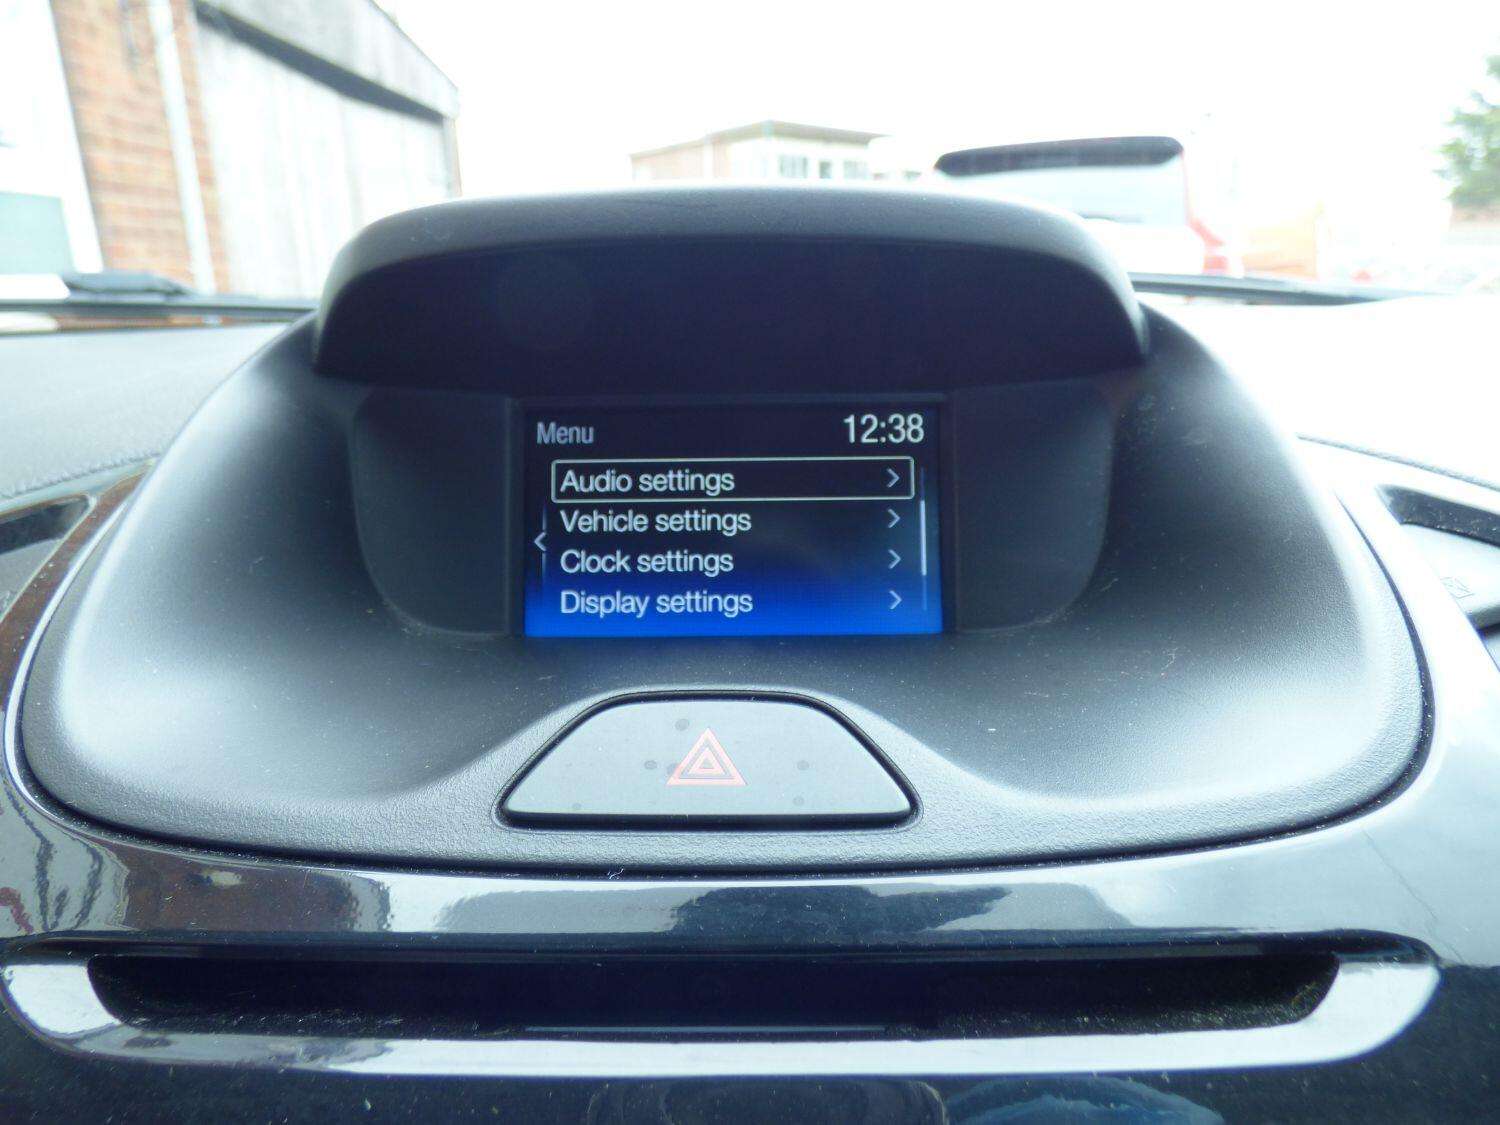 Menu 12:38
Audio settings
Vehicle settings
Clock settings
Display settings